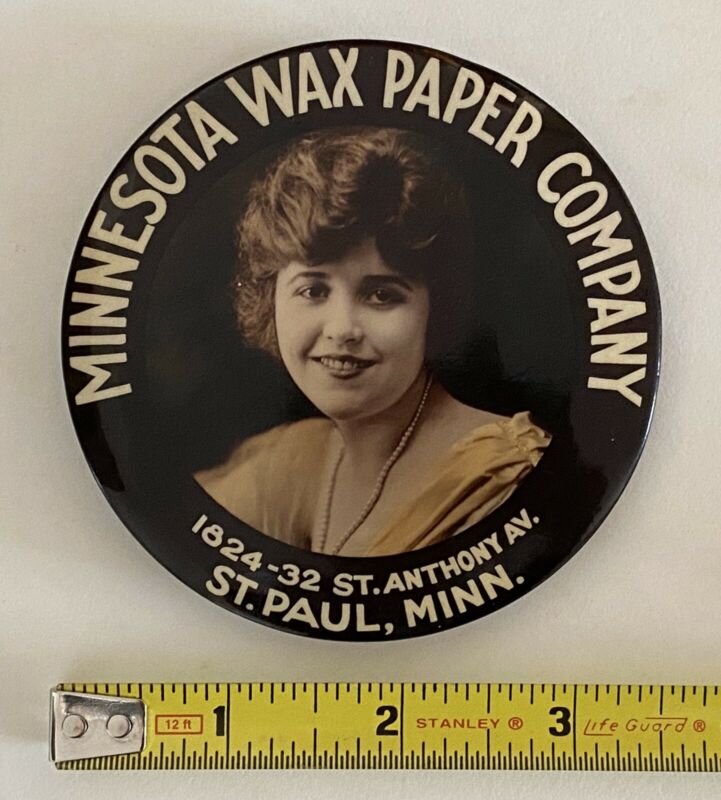 MINNESOTA WAX PAPER COMPANY
1824-32 ST. ANTHONY AV.
ST. PAUL, MINN.
12 ft 1 2 STANLEY ® 3 Life Guard ®